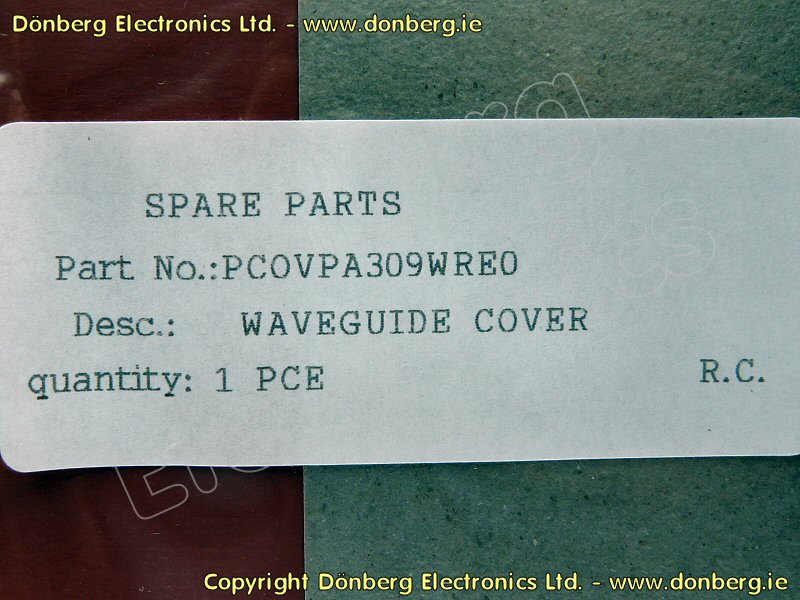 Dönberg Electronics Ltd. - www.donberg.ie
SPARE PARTS
Part No.:PCOVPA309WRE0
Desc.: WAVEGUIDE COVER
quantity: 1 PCE R.C.
Copyright Dönberg Electronics Ltd. - www.donberg.ie